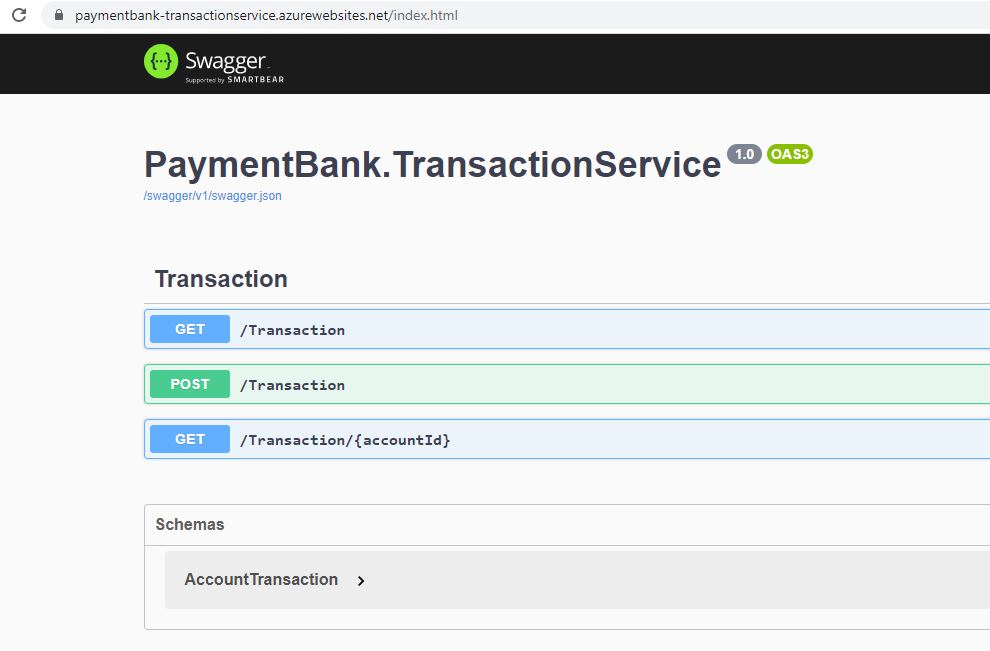 paymentbank-transactionservice.azurewebsites.net/index.html
{··} Swagger
Supported by SMARTBEAR
PaymentBank.TransactionService 1.0 OAS3
/swagger/v1/swagger.json
Transaction
GET /Transaction
POST /Transaction
GET /Transaction/{accountId}
Schemas
AccountTransaction